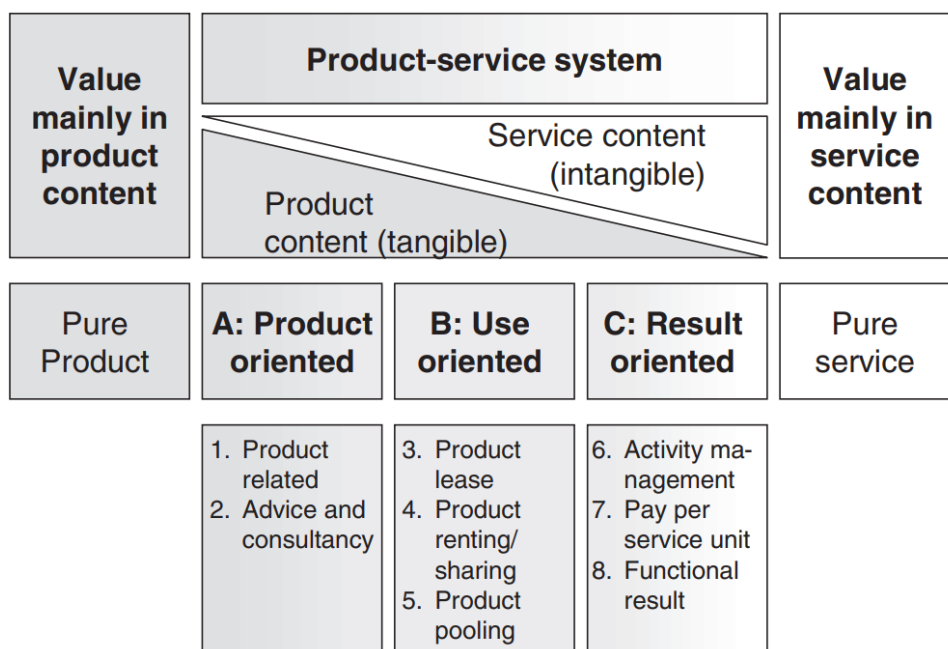 Value
mainly in
product
content
Product-service system
Service content
(intangible)
Product
content (tangible)
Value
mainly in
service
content
Pure
Product
A: Product
oriented
B: Use
oriented
C: Result
oriented
Pure
service
1. Product
related
2. Advice and
consultancy
3. Product
lease
4. Product
renting/
sharing
5. Product
pooling
6. Activity ma-
nagement
7. Pay per
service unit
8. Functional
result